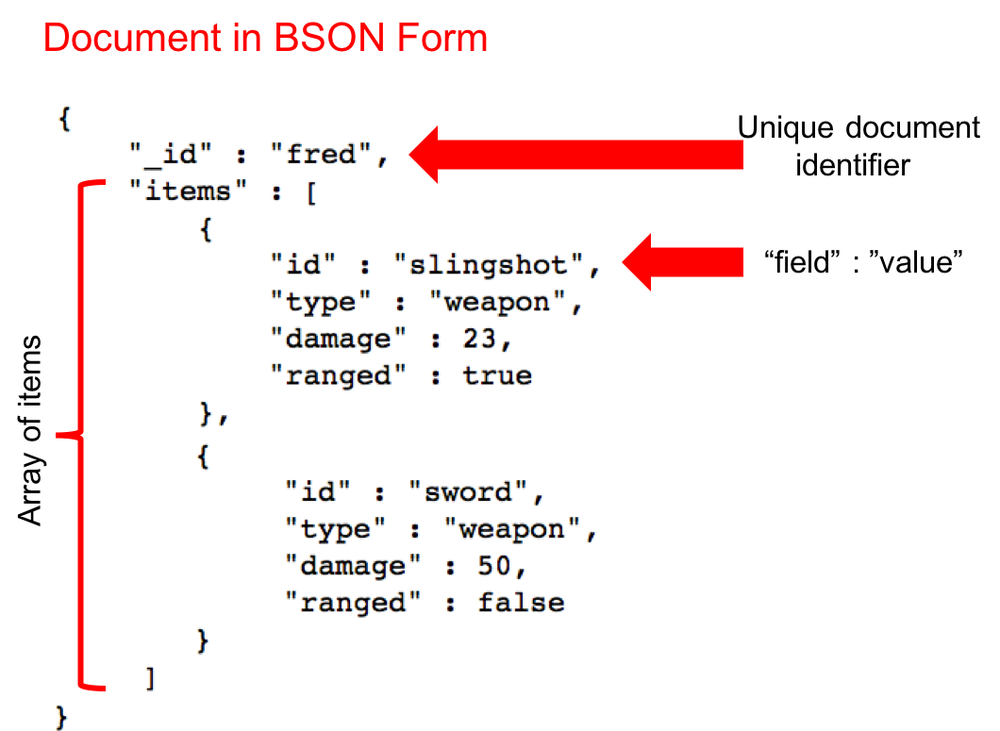 Document in BSON Form
{
"_id" : "fred",
Unique document
identifier
"items" : [
{
"id" : "slingshot",
“field” : ”value”
"type" : "weapon",
"damage" : 23,
"ranged" : true
},
{
"id" : "sword",
"type" : "weapon",
"damage" : 50,
"ranged" : false
}
]
}
Array of items